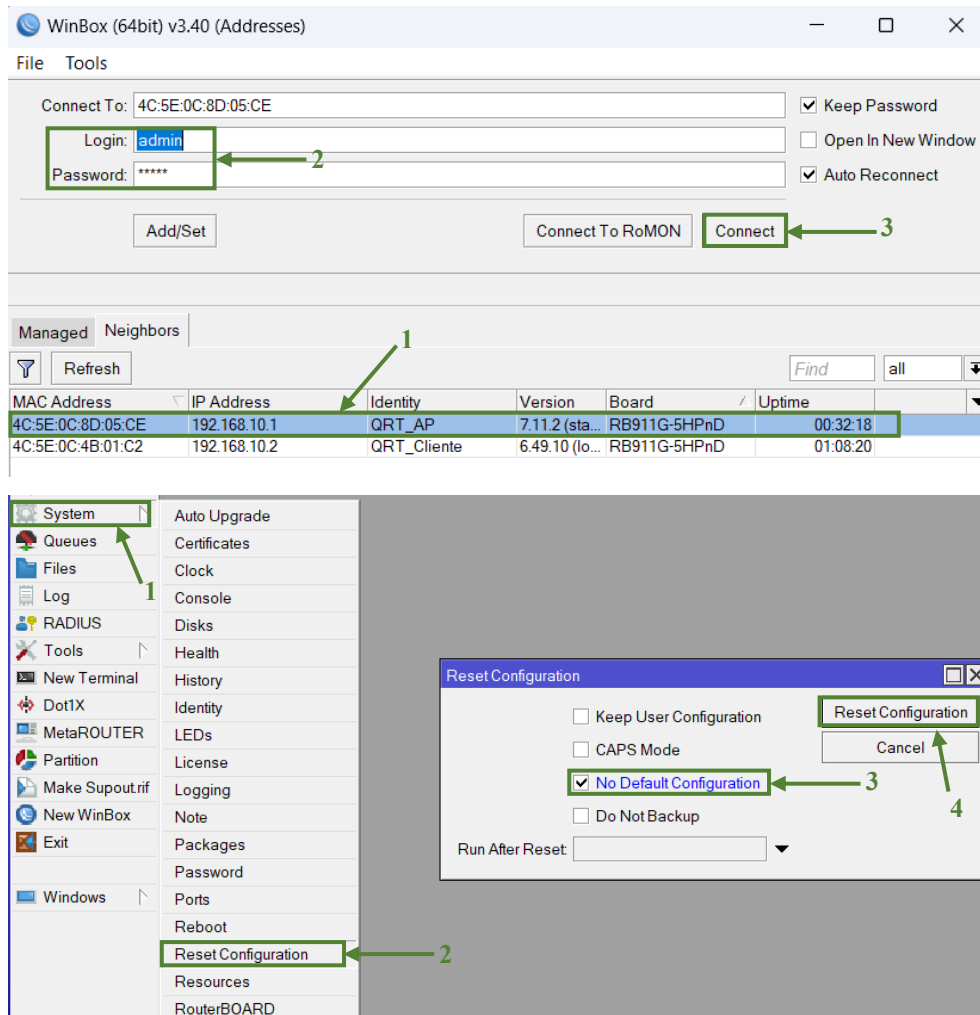 WinBox (64bit) v3.40 (Addresses)
File Tools
Connect To: 4C:5E:0C:8D:05:CE
Keep Password
Login: admin
2
Open In New Window
Password: *****
Auto Reconnect
Add/Set
Connect To RoMON
Connect
3
Managed Neighbors
1
Refresh
Find
all
MAC Address IP Address Identity Version Board Uptime
4C:5E:0C:8D:05:CE 192.168.10.1 QRT_AP 7.11.2 (sta... RB911G-5HPnD 00:32:18
4C:5E:0C:4B:01:C2 192.168.10.2 QRT_Cliente 6.49.10 (lo... RB911G-5HPnD 01:08:20
System
Queues
Files
Log
1
RADIUS
Tools
New Terminal
Dot1X
MetaROUTER
Partition
Make Supout.rif
New WinBox
Exit
Windows
Auto Upgrade
Certificates
Clock
Console
Disks
Health
History
Identity
LEDs
License
Logging
Note
Packages
Password
Ports
Reboot
Reset Configuration
2
Resources
RouterBOARD
Reset Configuration
Keep User Configuration
CAPS Mode
No Default Configuration
3
Do Not Backup
Run After Reset:
Reset Configuration
Cancel
4